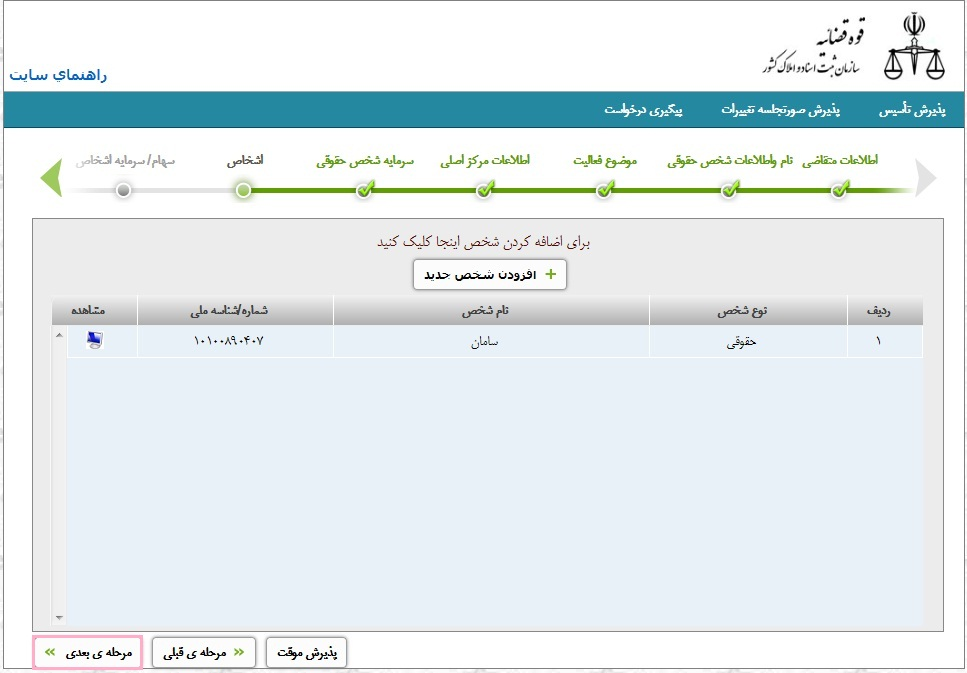 قوه قضائیه
سازمان ثبت اسناد و املاک کشور
راهنمای سایت
پذیرش تأسیس
پذیرش صورتجلسه تغییرات
پیگیری درخواست
اطلاعات متقاضی
نام واطلاعات شخص حقوقی
موضوع فعالیت
اطلاعات مرکز اصلی
سرمایه شخص حقوقی
اشخاص
سهام/ سرمایه اشخاص
برای اضافه کردن شخص اینجا کلیک کنید
+ افزودن شخص جدید
ردیف نوع شخص نام شخص شماره/شناسه ملی مشاهده
۱ حقوقی سامان ۱۰۱۰۰۸۹۰۴۰۷
پذیرش موقت
« مرحله ی قبلی
مرحله ی بعدی »